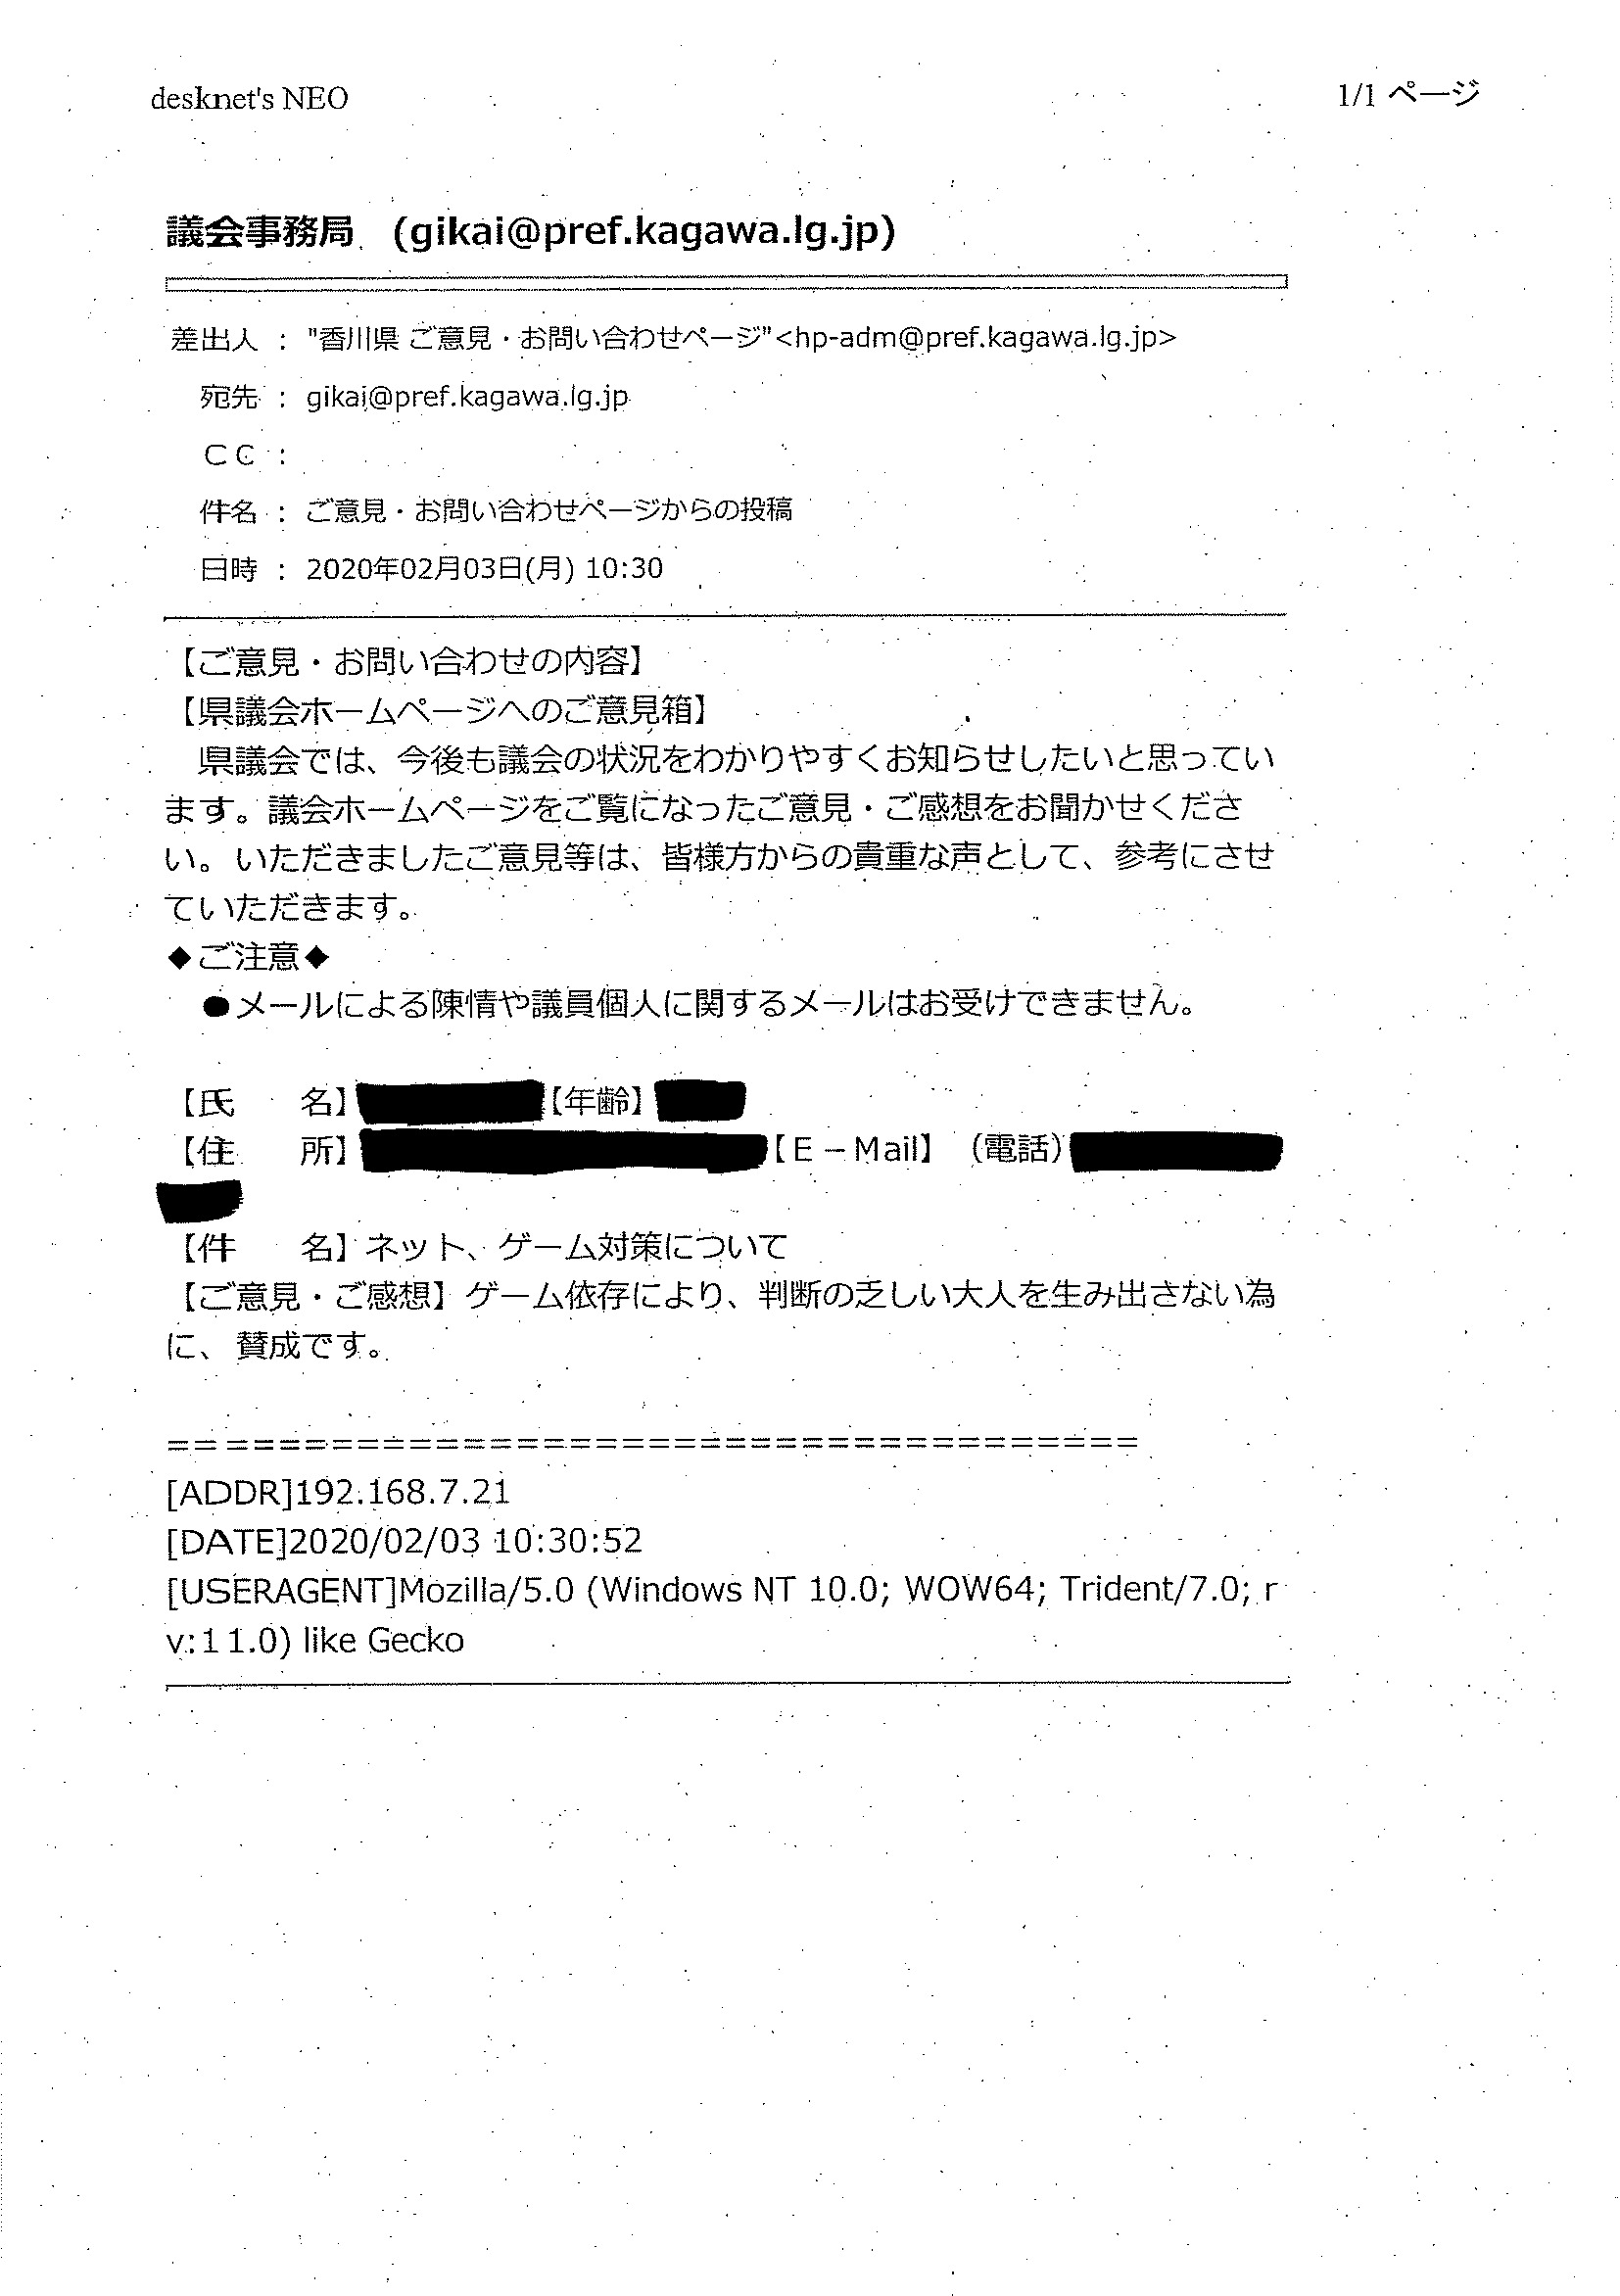 desknet's NEO
1/1 ページ
議会事務局 (gikai@pref.kagawa.lg.jp)
差出人 : "香川県 ご意見・お問い合わせページ"<hp-adm@pref.kagawa.lg.jp>
宛先 : gikai@pref.kagawa.lg.jp
ＣＣ :
件名 : ご意見・お問い合わせページからの投稿
日時 : 2020年02月03日(月) 10:30
【ご意見・お問い合わせの内容】
【県議会ホームページへのご意見箱】
　県議会では、今後も議会の状況をわかりやすくお知らせしたいと思ってい
ます。議会ホームページをご覧になったご意見・ご感想をお聞かせくださ
い。いただきましたご意見等は、皆様方からの貴重な声として、参考にさせ
ていただきます。
◆ご注意◆
　●メールによる陳情や議員個人に関するメールはお受けできません。
【氏　　名】【年齢】
【住　　所】【Ｅ－Mail】（電話）
【件　　名】ネット、ゲーム対策について
【ご意見・ご感想】ゲーム依存により、判断の乏しい大人を生み出さない為
に、賛成です。
=====================================
[ADDR]192.168.7.21
[DATE]2020/02/03 10:30:52
[USERAGENT]Mozilla/5.0 (Windows NT 10.0; WOW64; Trident/7.0; r
v:11.0) like Gecko